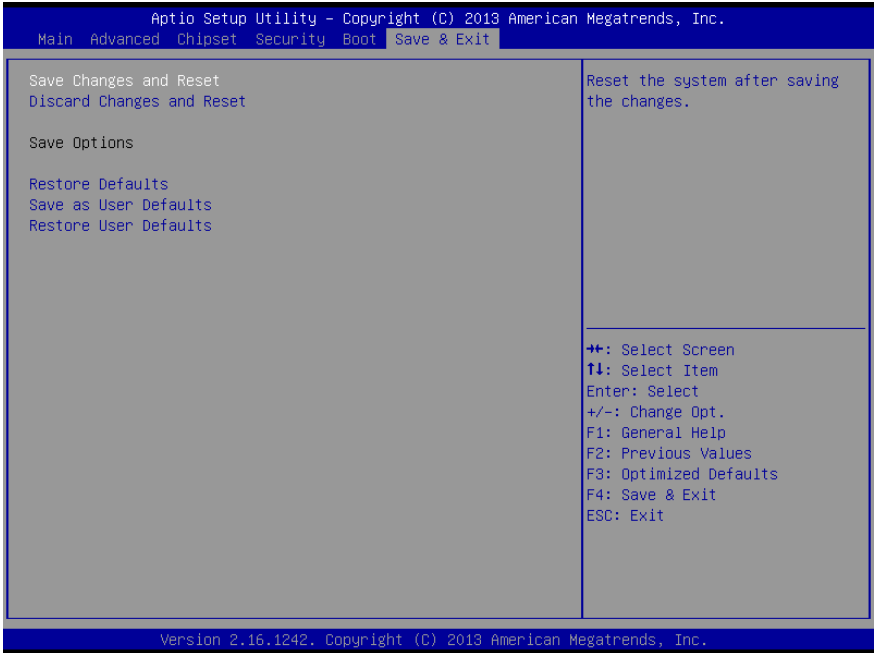 Aptio Setup Utility – Copyright (C) 2013 American Megatrends, Inc.
Main Advanced Chipset Security Boot Save & Exit
Save Changes and Reset
Discard Changes and Reset
Save Options
Restore Defaults
Save as User Defaults
Restore User Defaults
Reset the system after saving
the changes.
→←: Select Screen
↑↓: Select Item
Enter: Select
+/-: Change Opt.
F1: General Help
F2: Previous Values
F3: Optimized Defaults
F4: Save & Exit
ESC: Exit
Version 2.16.1242. Copyright (C) 2013 American Megatrends, Inc.